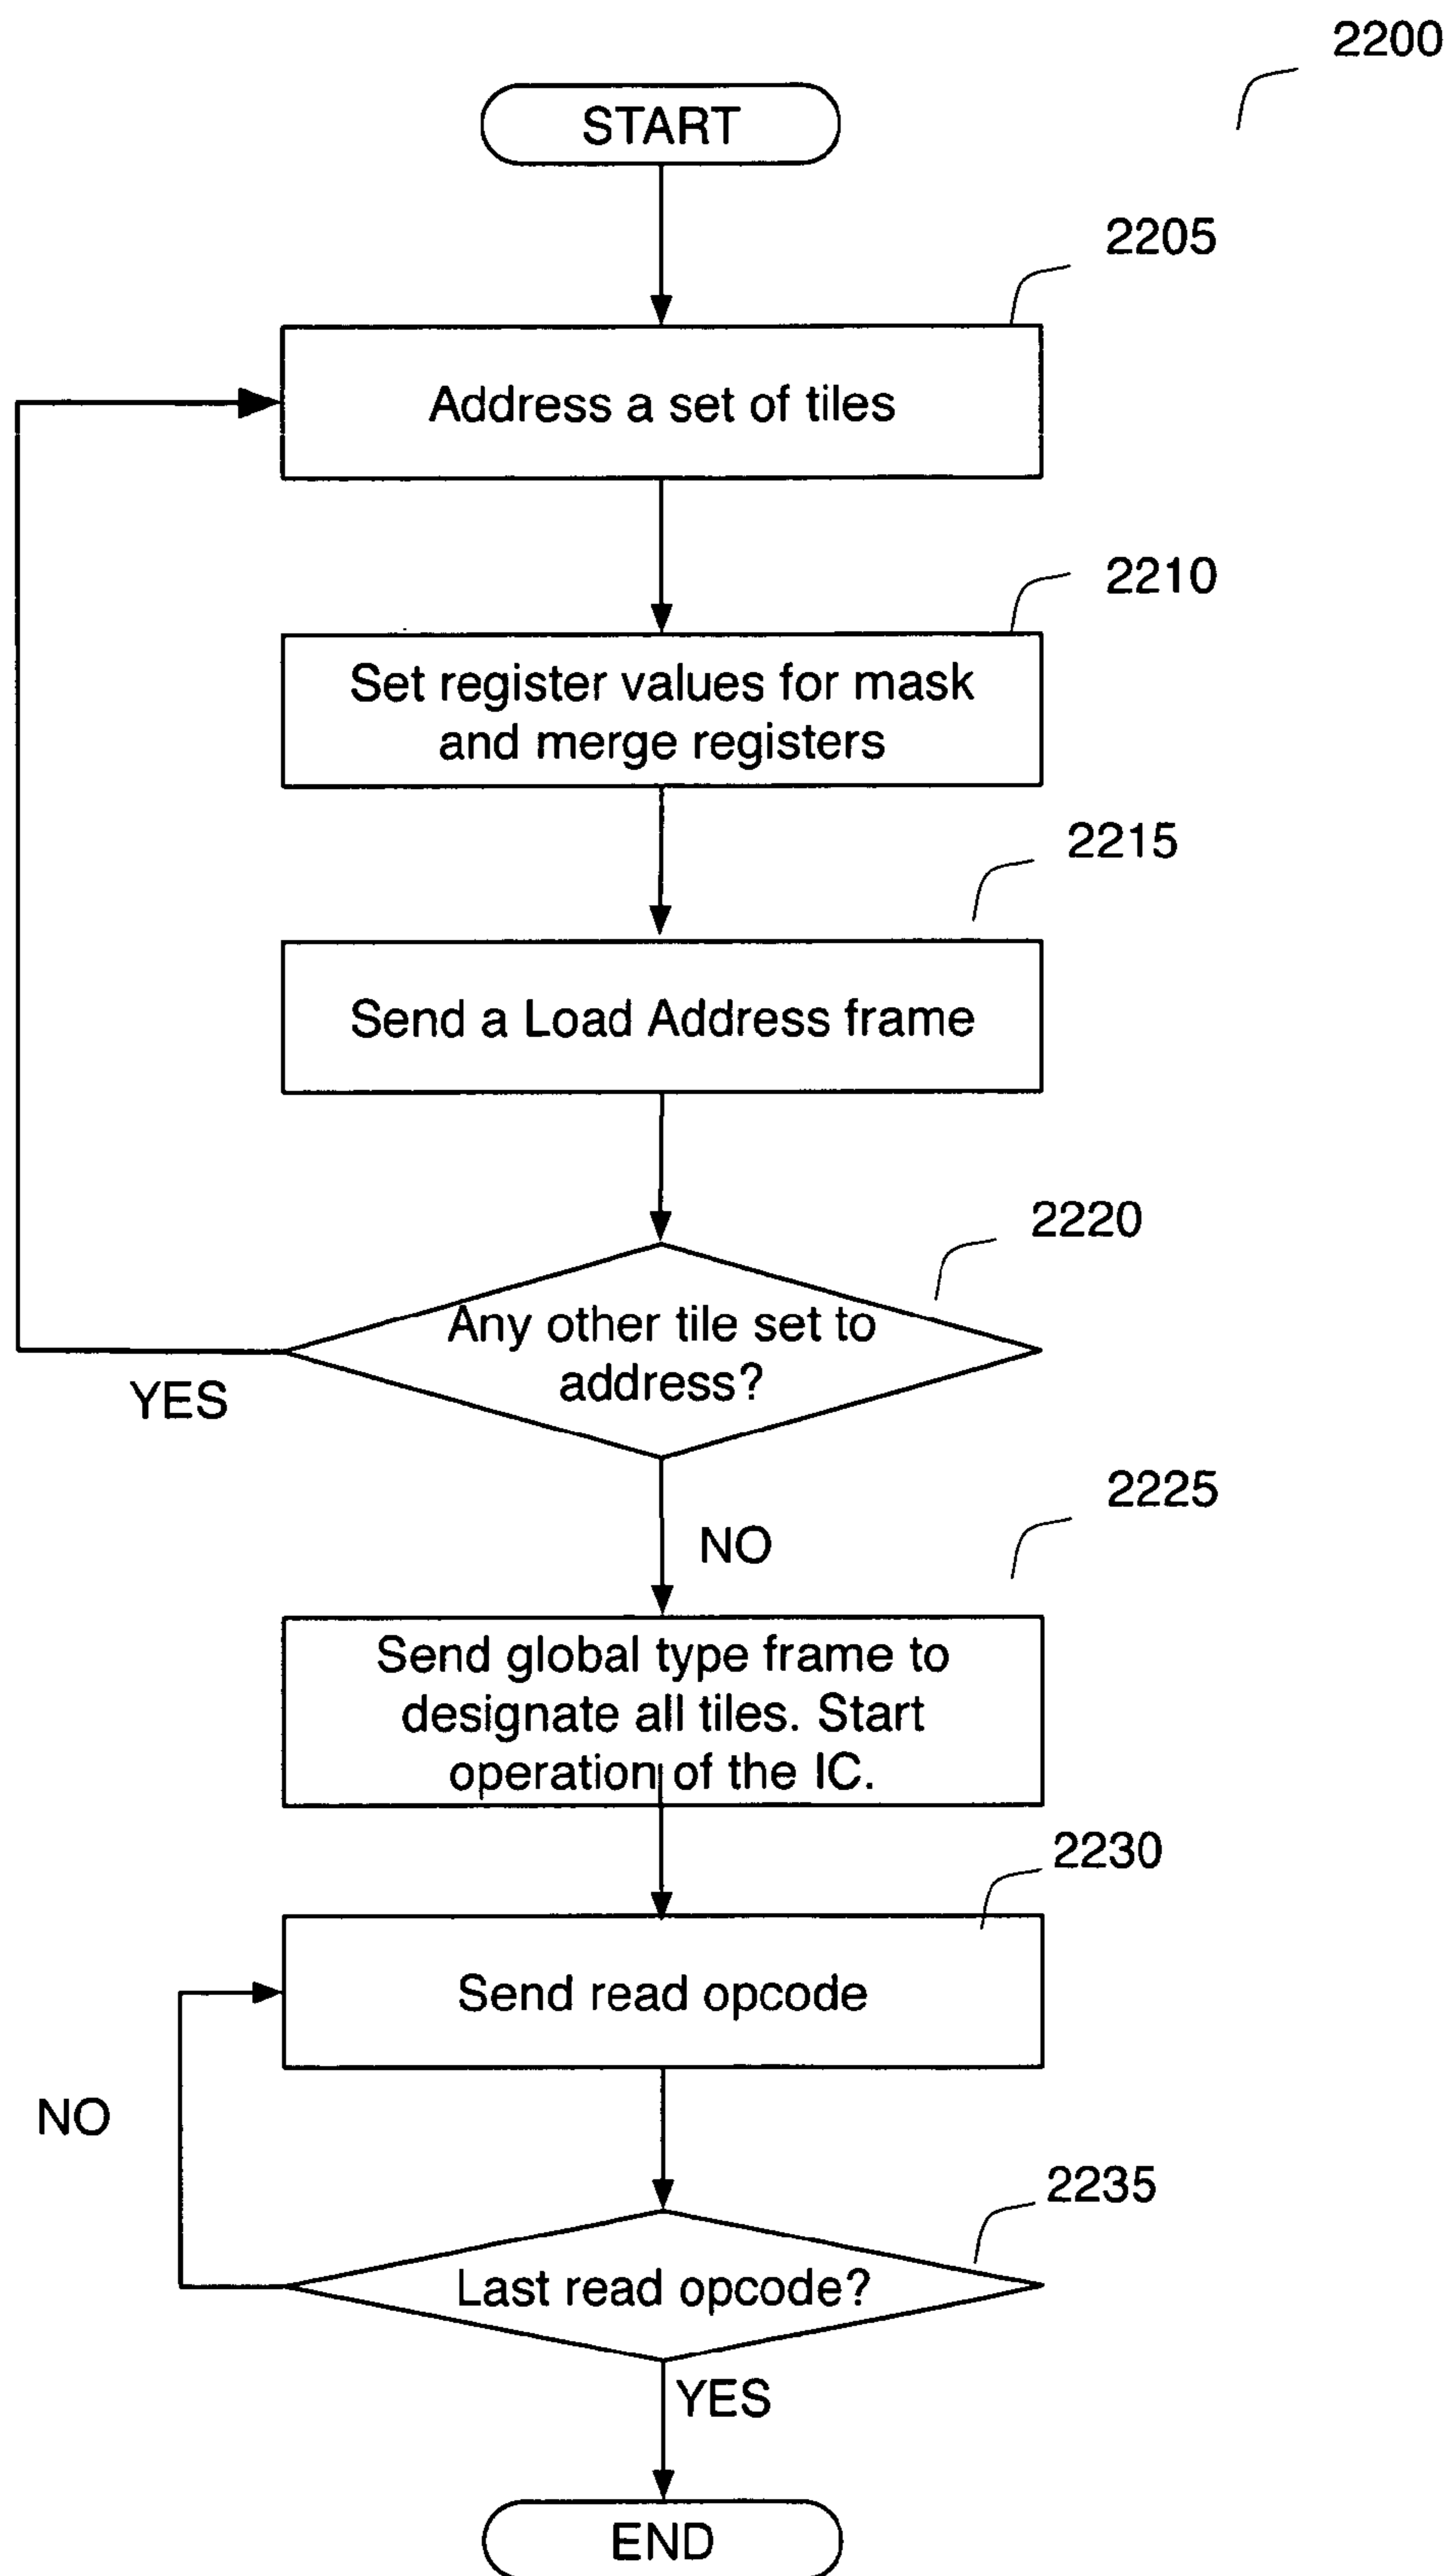 2200
START
2205
Address a set of tiles
2210
Set register values for mask
and merge registers
2215
Send a Load Address frame
2220
Any other tile set to
address?
YES
2225
NO
Send global type frame to
designate all tiles. Start
operation of the IC.
2230
Send read opcode
NO
2235
Last read opcode?
YES
END